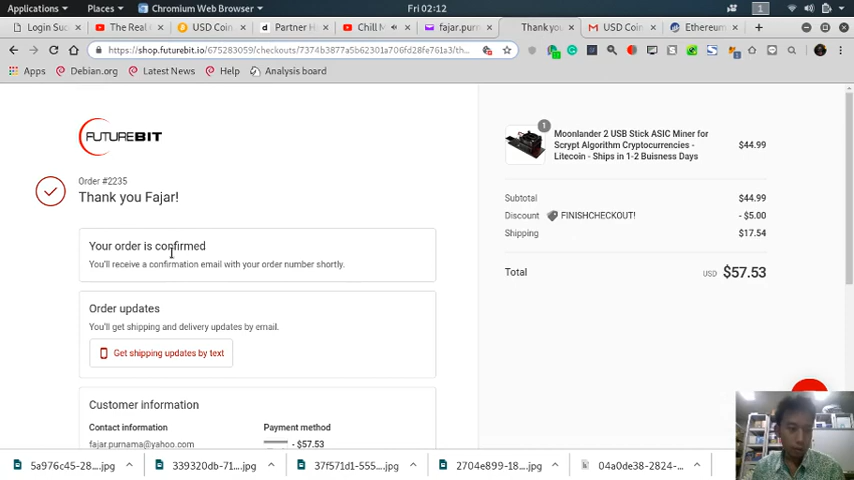 Applications
Places
Chromium Web Browser
Fri 02:12
1
Login Suc
The Real
USD Coin
Partner H
Chill M
fajar.purn
Thank yo
USD Coin
Ethereum
https://shop.futurebit.io/675283059/checkouts/7374b3877a5b62301a706fd28fe761a3/th...
Apps
Debian.org
Latest News
Help
Analysis board
FUTUREBIT
Order #2235
Thank you Fajar!
Your order is confirmed
You'll receive a confirmation email with your order number shortly.
Order updates
You'll get shipping and delivery updates by email.
Get shipping updates by text
Customer information
Contact information
fajar.purnama@yahoo.com
Payment method
- $57.53
1
Moonlander 2 USB Stick ASIC Miner for
Scrypt Algorithm Cryptocurrencies -
Litecoin - Ships in 1-2 Buisness Days
$44.99
Subtotal
$44.99
Discount
FINISHCHECKOUT!
- $5.00
Shipping
$17.54
Total
USD
$57.53
5a976c45-28....jpg
339320db-71....jpg
37f571d1-555....jpg
2704e899-18....jpg
04a0de38-2824-...